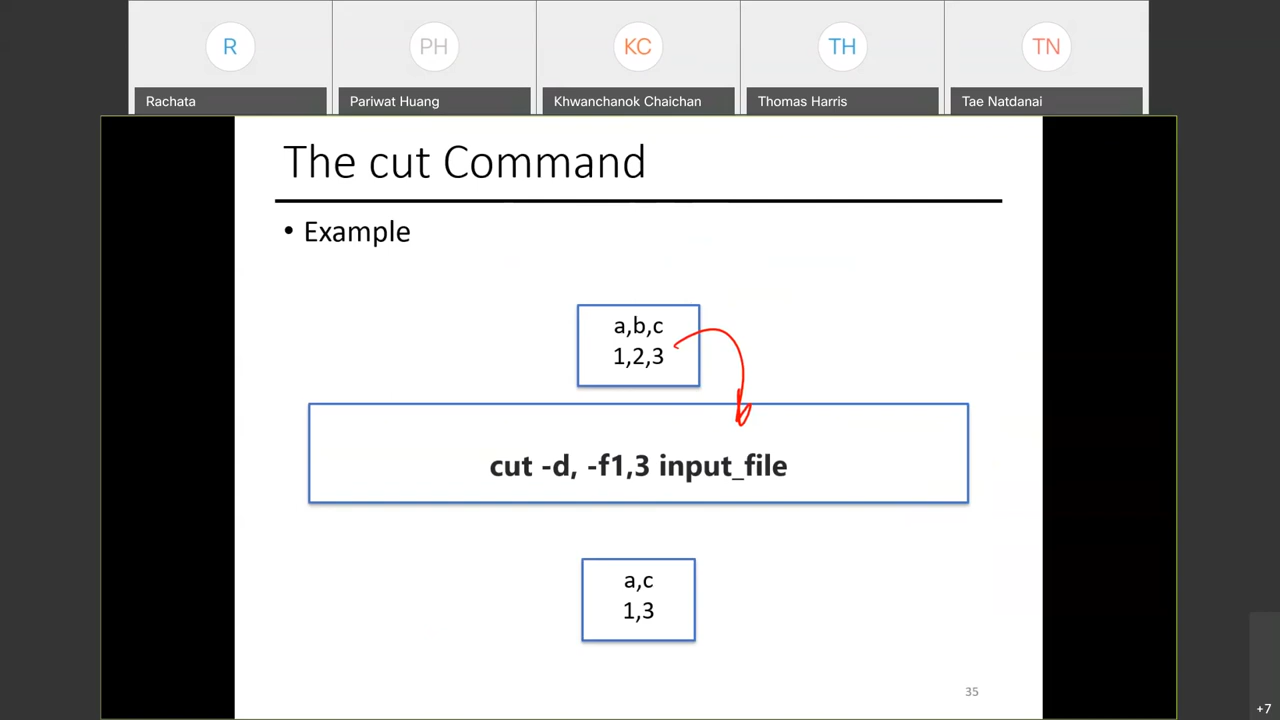 R
PH
KC
TH
TN
Rachata
Pariwat Huang
Khwanchanok Chaichan
Thomas Harris
Tae Natdanai
The cut Command
• Example
a,b,c
1,2,3
cut -d, -f1,3 input_file
a,c
1,3
35
+7